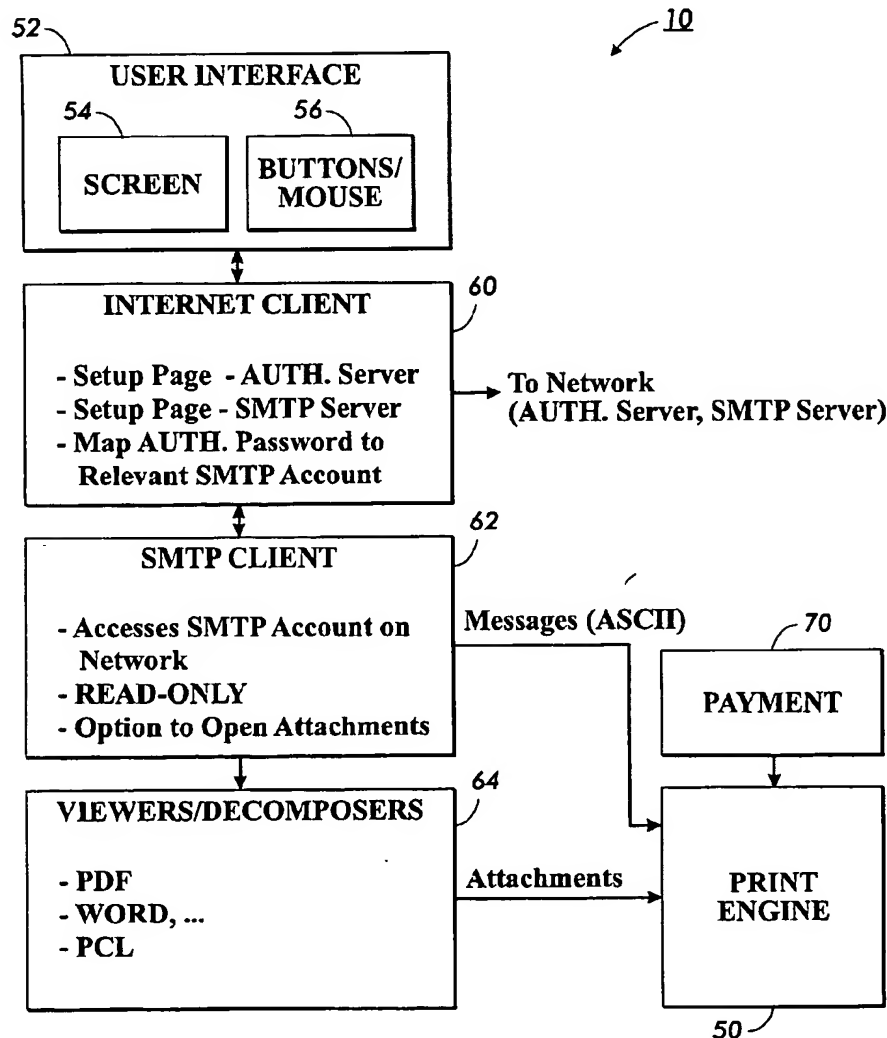 10
52
USER INTERFACE
54
56
SCREEN
BUTTONS/
MOUSE
INTERNET CLIENT
60
- Setup Page - AUTH. Server
- Setup Page - SMTP Server
- Map AUTH. Password to
Relevant SMTP Account
To Network
(AUTH. Server, SMTP Server)
62
SMTP CLIENT
- Accesses SMTP Account on
Network
- READ-ONLY
- Option to Open Attachments
Messages (ASCII)
70
PAYMENT
64
VIEWERS/DECOMPOSERS
- PDF
- WORD, ...
- PCL
Attachments
PRINT
ENGINE
50